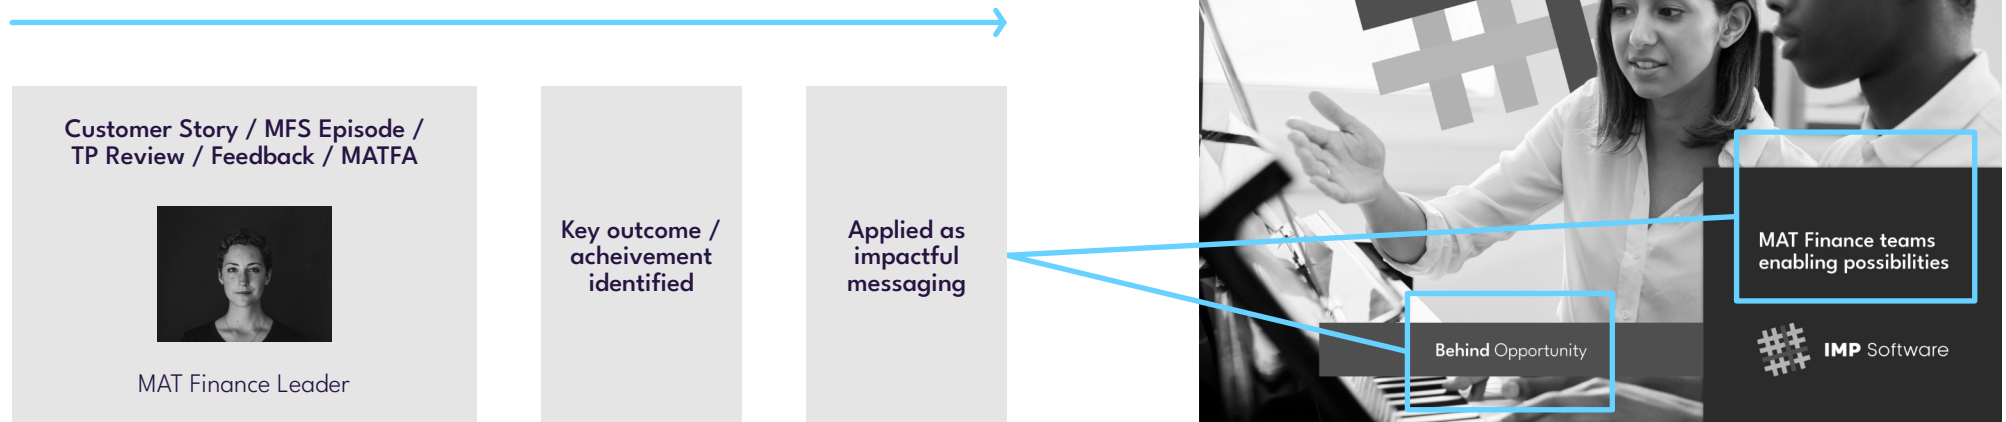 Customer Story / MFS Episode /
TP Review / Feedback / MATFA
MAT Finance Leader
Key outcome /
acheivement
identified
Applied as
impactful
messaging
MAT Finance teams
enabling possibilities
Behind Opportunity
IMP Software